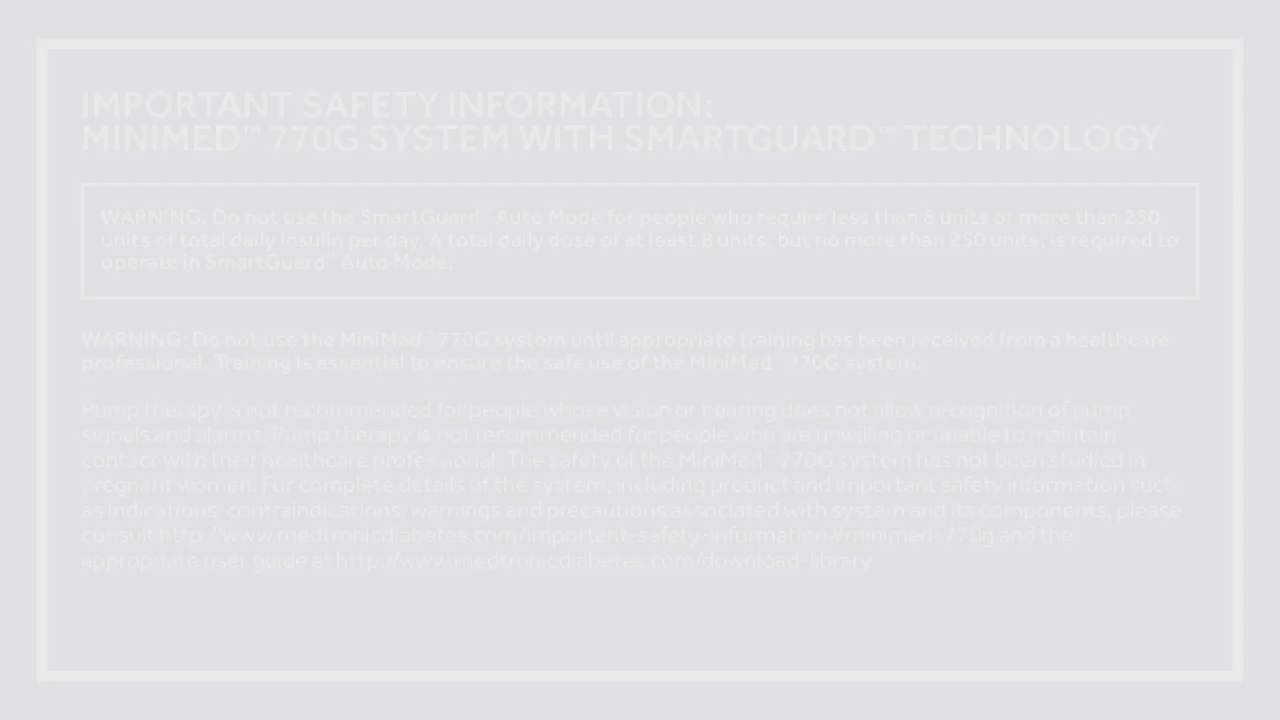 IMPORTANT SAFETY INFORMATION:
MINIMED™ 770G SYSTEM WITH SMARTGUARD™ TECHNOLOGY
WARNING: Do not use the SmartGuard™ Auto Mode for people who require less than 8 units or more than 250
units of total daily insulin per day. A total daily dose of at least 8 units, but no more than 250 units, is required to
operate in SmartGuard™ Auto Mode.
WARNING: Do not use the MiniMed™ 770G system until appropriate training has been received from a healthcare
professional. Training is essential to ensure the safe use of the MiniMed™ 770G system.
Pump therapy is not recommended for people whose vision or hearing does not allow recognition of pump
signals and alarms. Pump therapy is not recommended for people who are unwilling or unable to maintain
contact with their healthcare professional. The safety of the MiniMed™ 770G system has not been studied in
pregnant women. For complete details of the system, including product and important safety information such
as indications, contraindications, warnings and precautions associated with system and its components, please
consult http://www.medtronicdiabetes.com/important-safety-information#minimed-770g and the
appropriate user guide at http://www.medtronicdiabetes.com/download-library